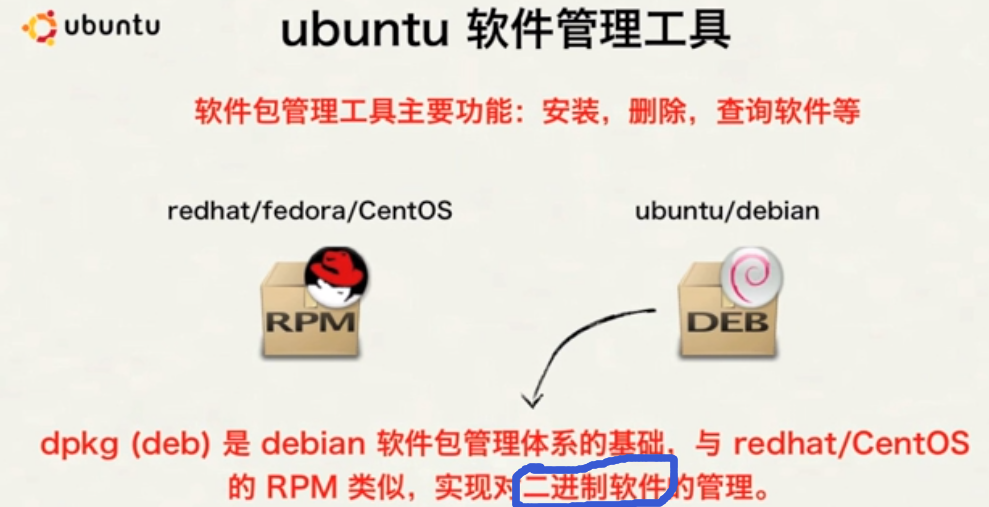 ubuntu
ubuntu 软件管理工具
软件包管理工具主要功能：安装，删除，查询软件等
redhat/fedora/CentOS
ubuntu/debian
RPM
DEB
dpkg (deb) 是 debian 软件包管理体系的基础，与 redhat/CentOS
的 RPM 类似，实现对二进制软件的管理。